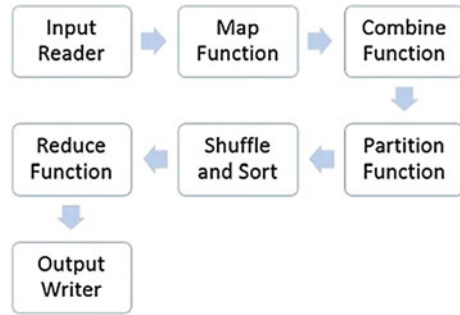 Input
Reader
Map
Function
Combine
Function
Partition
Function
Shuffle
and Sort
Reduce
Function
Output
Writer